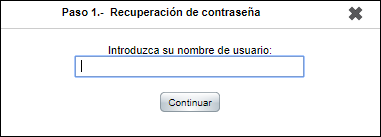 Paso 1.- Recuperación de contraseña
Introduzca su nombre de usuario:
Continuar